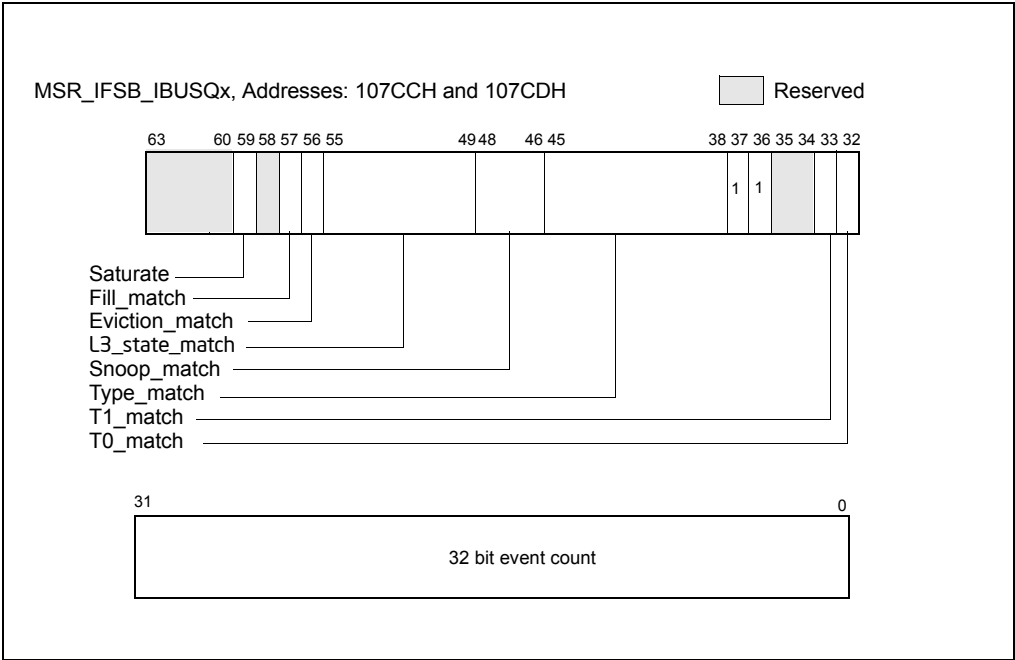 MSR_IFSB_IBUSQx, Addresses: 107CCH and 107CDH
Reserved
63 60 59 58 57 56 55 49 48 46 45 38 37 36 35 34 33 32
1 1
Saturate
Fill_match
Eviction_match
L3_state_match
Snoop_match
Type_match
T1_match
T0_match
31 0
32 bit event count